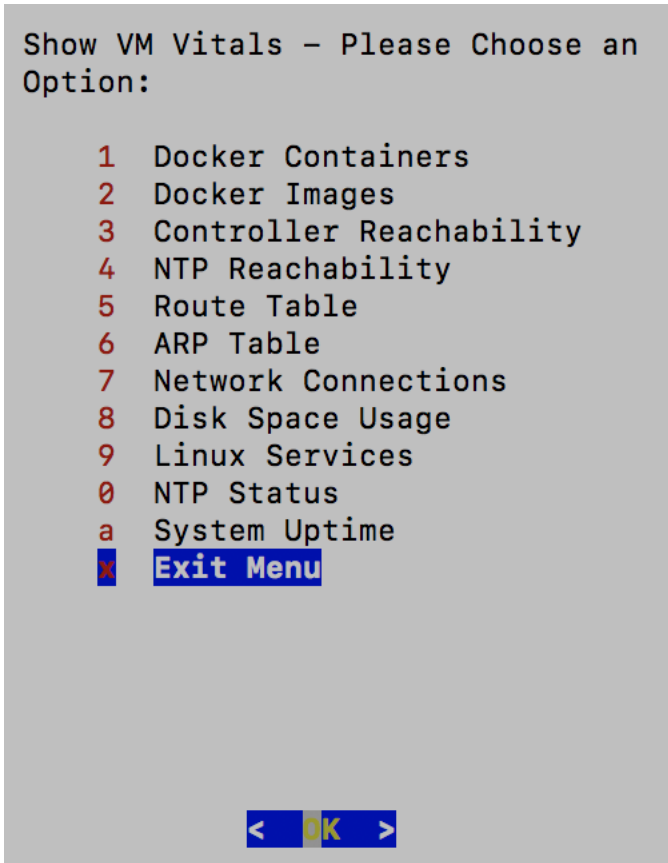 Show VM Vitals – Please Choose an
Option:
1 Docker Containers
2 Docker Images
3 Controller Reachability
4 NTP Reachability
5 Route Table
6 ARP Table
7 Network Connections
8 Disk Space Usage
9 Linux Services
0 NTP Status
a System Uptime
x Exit Menu
< OK >